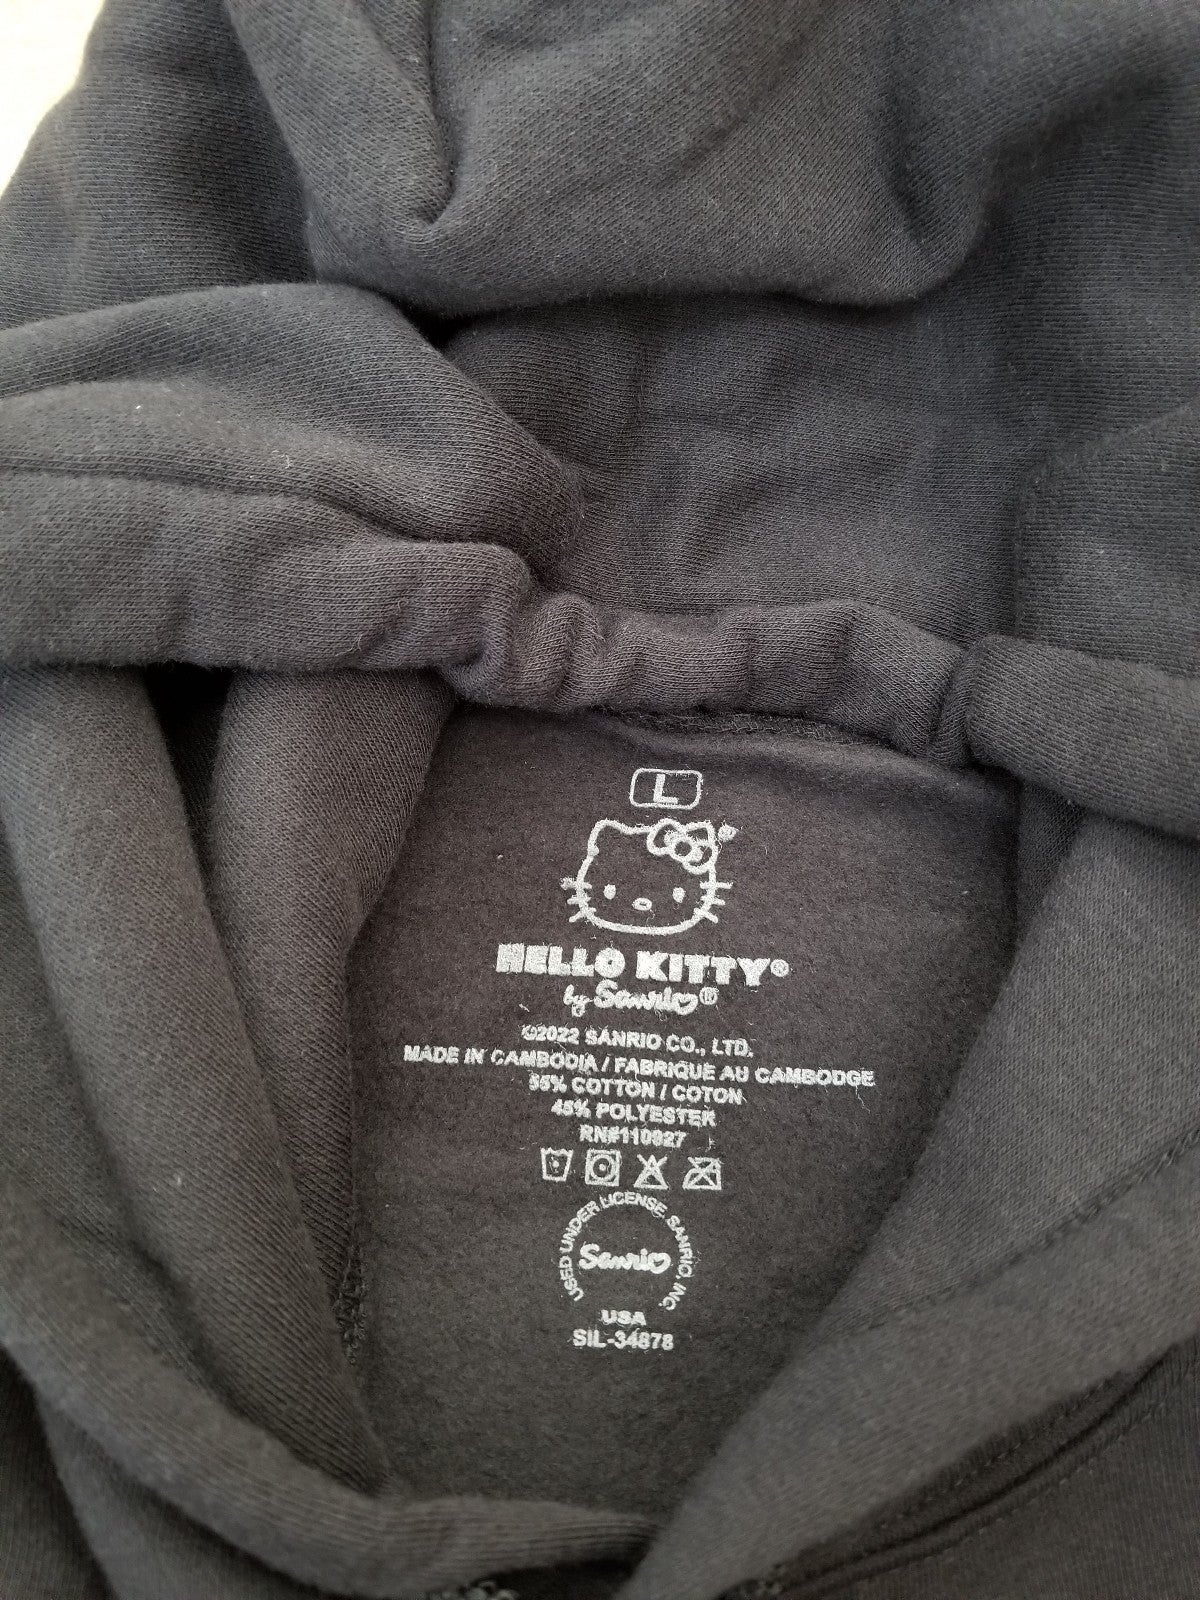 L
HELLO KITTY®
by Sanrio®
©2022 SANRIO CO., LTD.
MADE IN CAMBODIA / FABRIQUE AU CAMBODGE
55% COTTON / COTON
45% POLYESTER
RN#110927
USED UNDER LICENSE. SANRIO, INC.
Sanrio
USA
SIL-34878